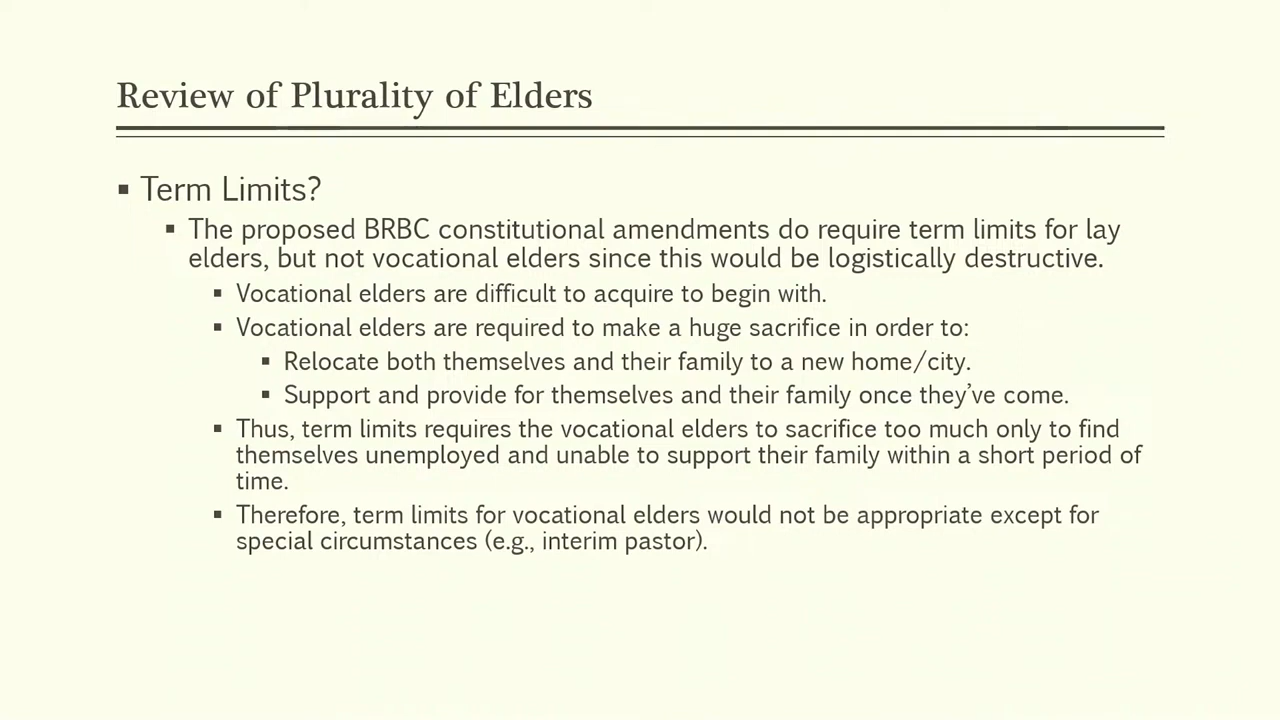 Review of Plurality of Elders
▪ Term Limits?
▪ The proposed BRBC constitutional amendments do require term limits for lay
elders, but not vocational elders since this would be logistically destructive.
▪ Vocational elders are difficult to acquire to begin with.
▪ Vocational elders are required to make a huge sacrifice in order to:
▪ Relocate both themselves and their family to a new home/city.
▪ Support and provide for themselves and their family once they’ve come.
▪ Thus, term limits requires the vocational elders to sacrifice too much only to find
themselves unemployed and unable to support their family within a short period of
time.
▪ Therefore, term limits for vocational elders would not be appropriate except for
special circumstances (e.g., interim pastor).